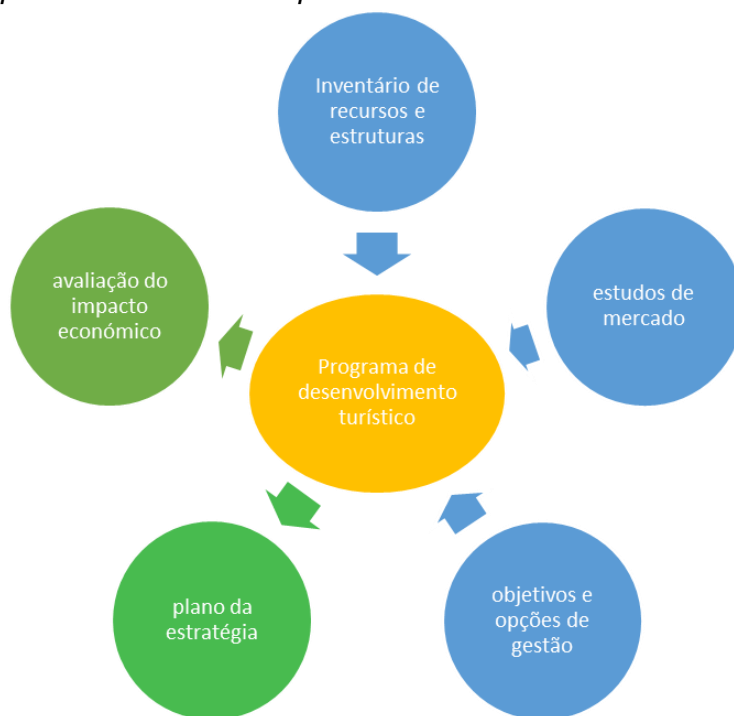 Inventário de
recursos e
estruturas
avaliação do
impacto
económico
estudos de
mercado
Programa de
desenvolvimento
turístico
plano da
estratégia
objetivos e
opções de
gestão